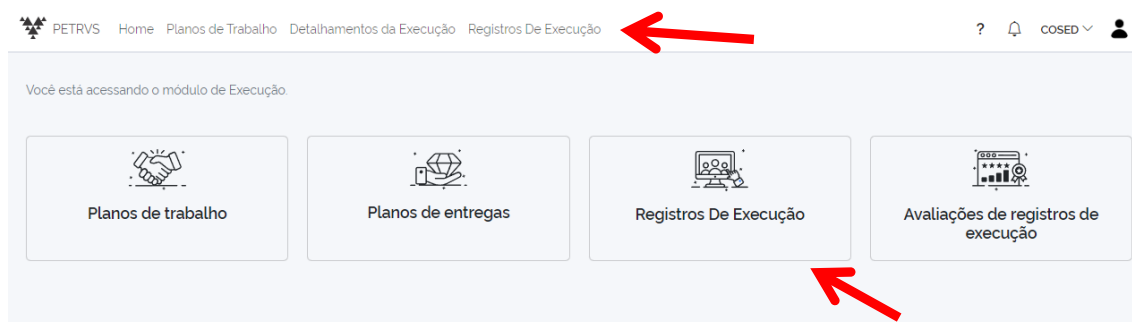 PETRVS Home Planos de Trabalho Detalhamentos da Execução Registros De Execução ? COSED
Você está acessando o módulo de Execução.
Planos de trabalho
Planos de entregas
Registros De Execução
Avaliações de registros de
execução